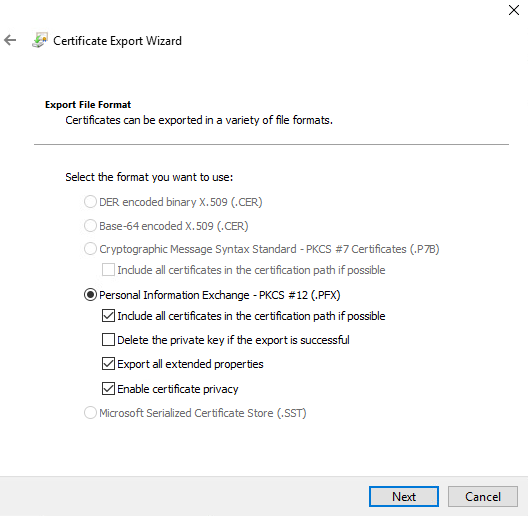 Certificate Export Wizard
Export File Format
Certificates can be exported in a variety of file formats.
Select the format you want to use:
DER encoded binary X.509 (.CER)
Base-64 encoded X.509 (.CER)
Cryptographic Message Syntax Standard - PKCS #7 Certificates (.P7B)
Include all certificates in the certification path if possible
Personal Information Exchange - PKCS #12 (.PFX)
Include all certificates in the certification path if possible
Delete the private key if the export is successful
Export all extended properties
Enable certificate privacy
Microsoft Serialized Certificate Store (.SST)
Next Cancel